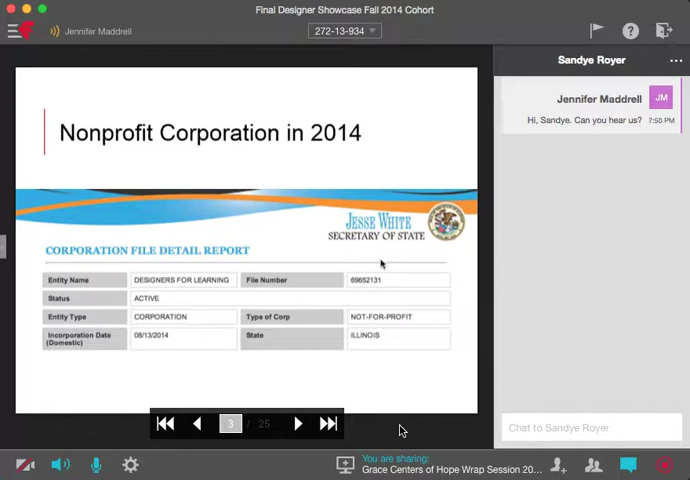 Final Designer Showcase Fall 2014 Cohort
Jennifer Maddrell
272-13-934
Sandye Royer
Jennifer Maddrell
JM
Hi, Sandye. Can you hear us?
7:50 PM
Nonprofit Corporation in 2014
JESSE WHITE
SECRETARY OF STATE
CORPORATION FILE DETAIL REPORT
Entity Name DESIGNERS FOR LEARNING File Number 69652131
Status ACTIVE
Entity Type CORPORATION Type of Corp NOT-FOR-PROFIT
Incorporation Date (Domestic) 08/13/2014 State ILLINOIS
3 / 25
Chat to Sandye Royer
You are sharing:
Grace Centers of Hope Wrap Session 20...